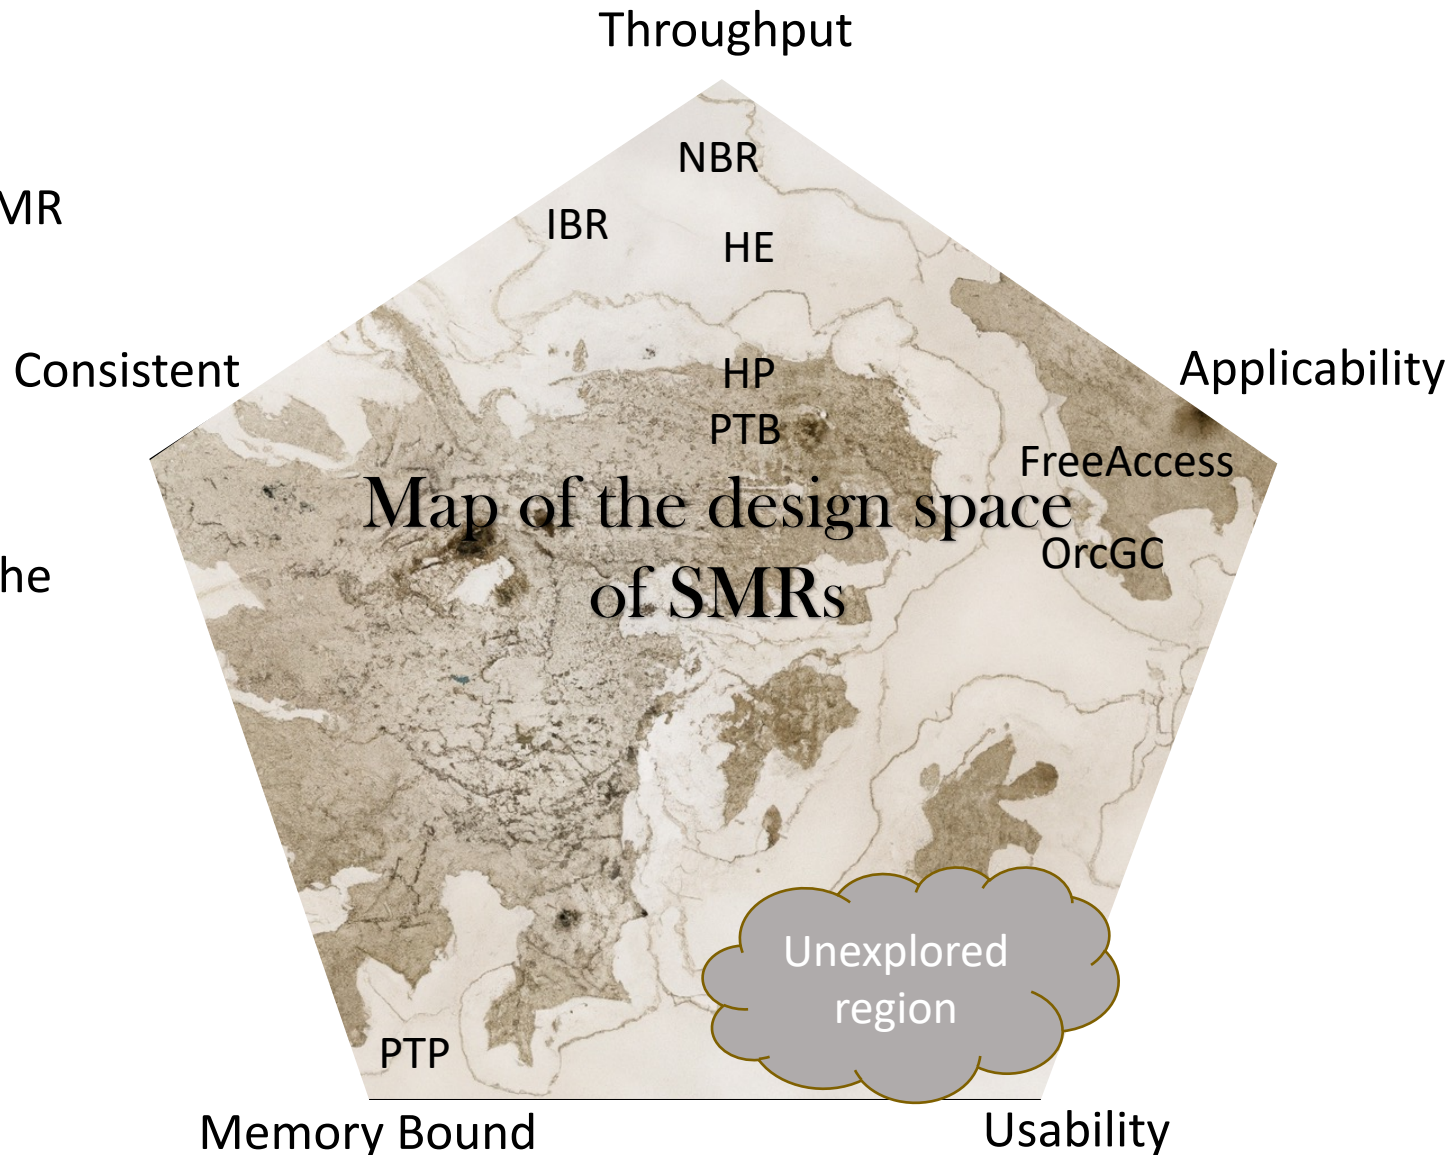 Throughput
NBR
MR
IBR
HE
Consistent
HP
Applicability
PTB
FreeAccess
Map of the design space
OrcGC
of SMRs
he
Unexplored
region
PTP
Memory Bound
Usability